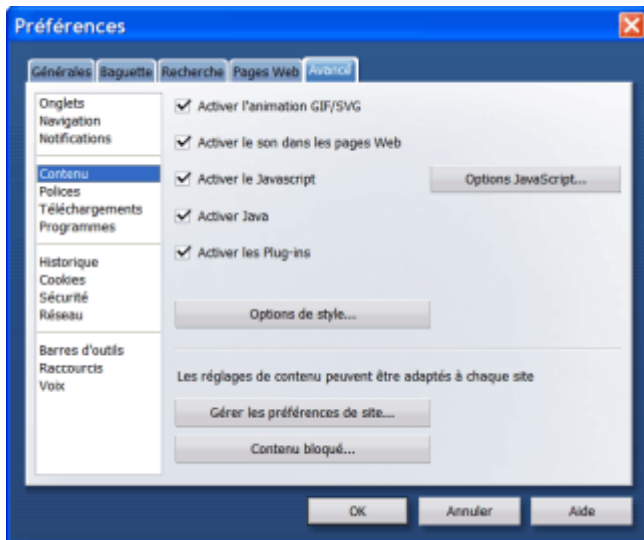 Préférences
Générales Baguette Recherche Pages Web Avancé
Onglets
Navigation
Notifications
Contenu
Polices
Téléchargements
Programmes
Historique
Cookies
Sécurité
Réseau
Barres d'outils
Raccourcis
Voix
Activer l'animation GIF/SVG
Activer le son dans les pages Web
Activer le Javascript
Options JavaScript...
Activer Java
Activer les Plug-ins
Options de style...
Les réglages de contenu peuvent être adaptés à chaque site
Gérer les préférences de site...
Contenu bloqué...
OK Annuler Aide